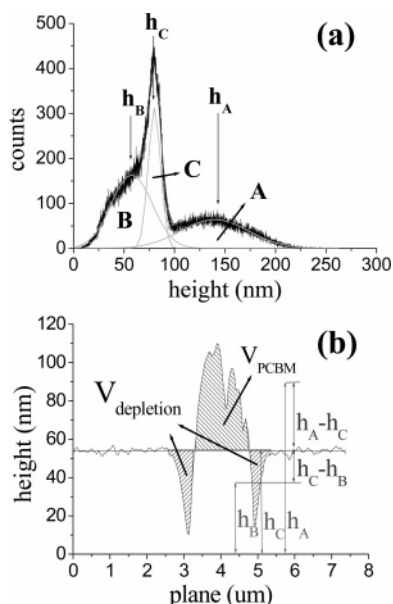 (a)
h_C
h_B
h_A
C
A
B
500
400
300
200
100
0
counts
0 50 100 150 200 250 300
height (nm)
(b)
120
100
80
60
40
20
0
height (nm)
V_depletion
V_PCBM
h_A-h_C
h_C-h_B
h_B h_C h_A
0 1 2 3 4 5 6 7 8
plane (um)